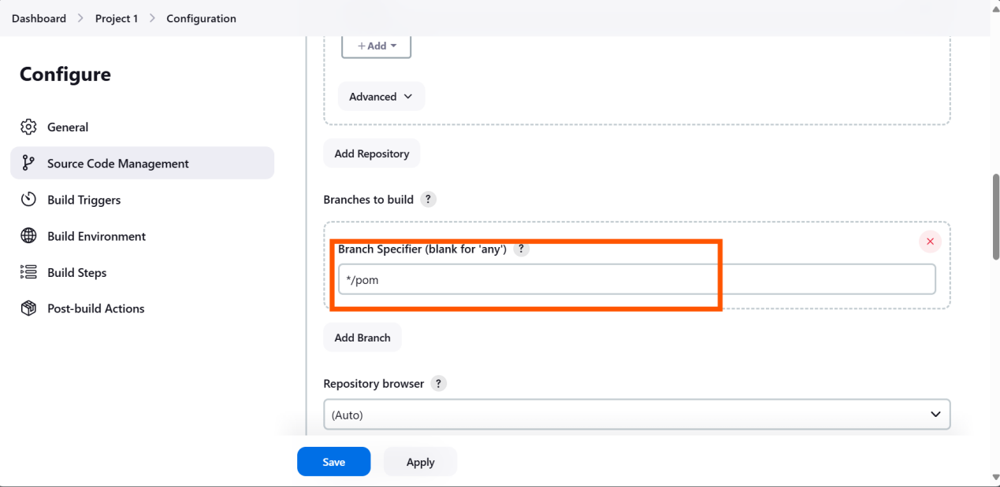 Dashboard > Project 1 > Configuration
Configure
General
Source Code Management
Build Triggers
Build Environment
Build Steps
Post-build Actions
+ Add
Advanced
Add Repository
Branches to build ?
Branch Specifier (blank for 'any') ?
*/pom
Add Branch
Repository browser ?
(Auto)
Save Apply